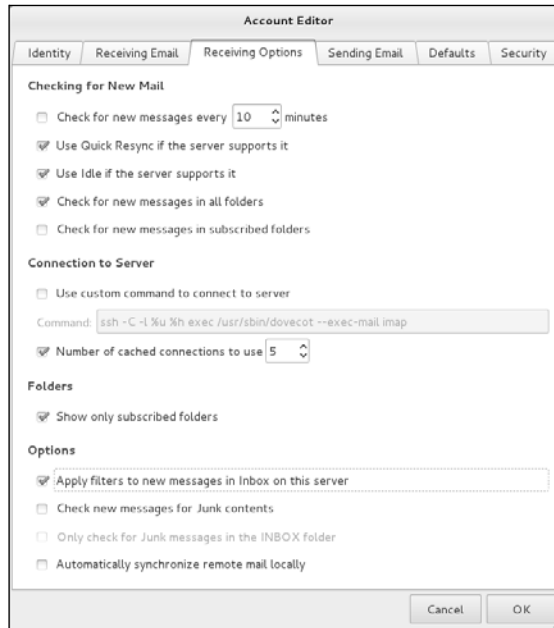 Account Editor
Identity Receiving Email Receiving Options Sending Email Defaults Security
Checking for New Mail
Check for new messages every 10 minutes
Use Quick Resync if the server supports it
Use Idle if the server supports it
Check for new messages in all folders
Check for new messages in subscribed folders
Connection to Server
Use custom command to connect to server
Command: ssh -C -l %u %h exec /usr/sbin/dovecot --exec-mail imap
Number of cached connections to use 5
Folders
Show only subscribed folders
Options
Apply filters to new messages in Inbox on this server
Check new messages for Junk contents
Only check for Junk messages in the INBOX folder
Automatically synchronize remote mail locally
Cancel OK